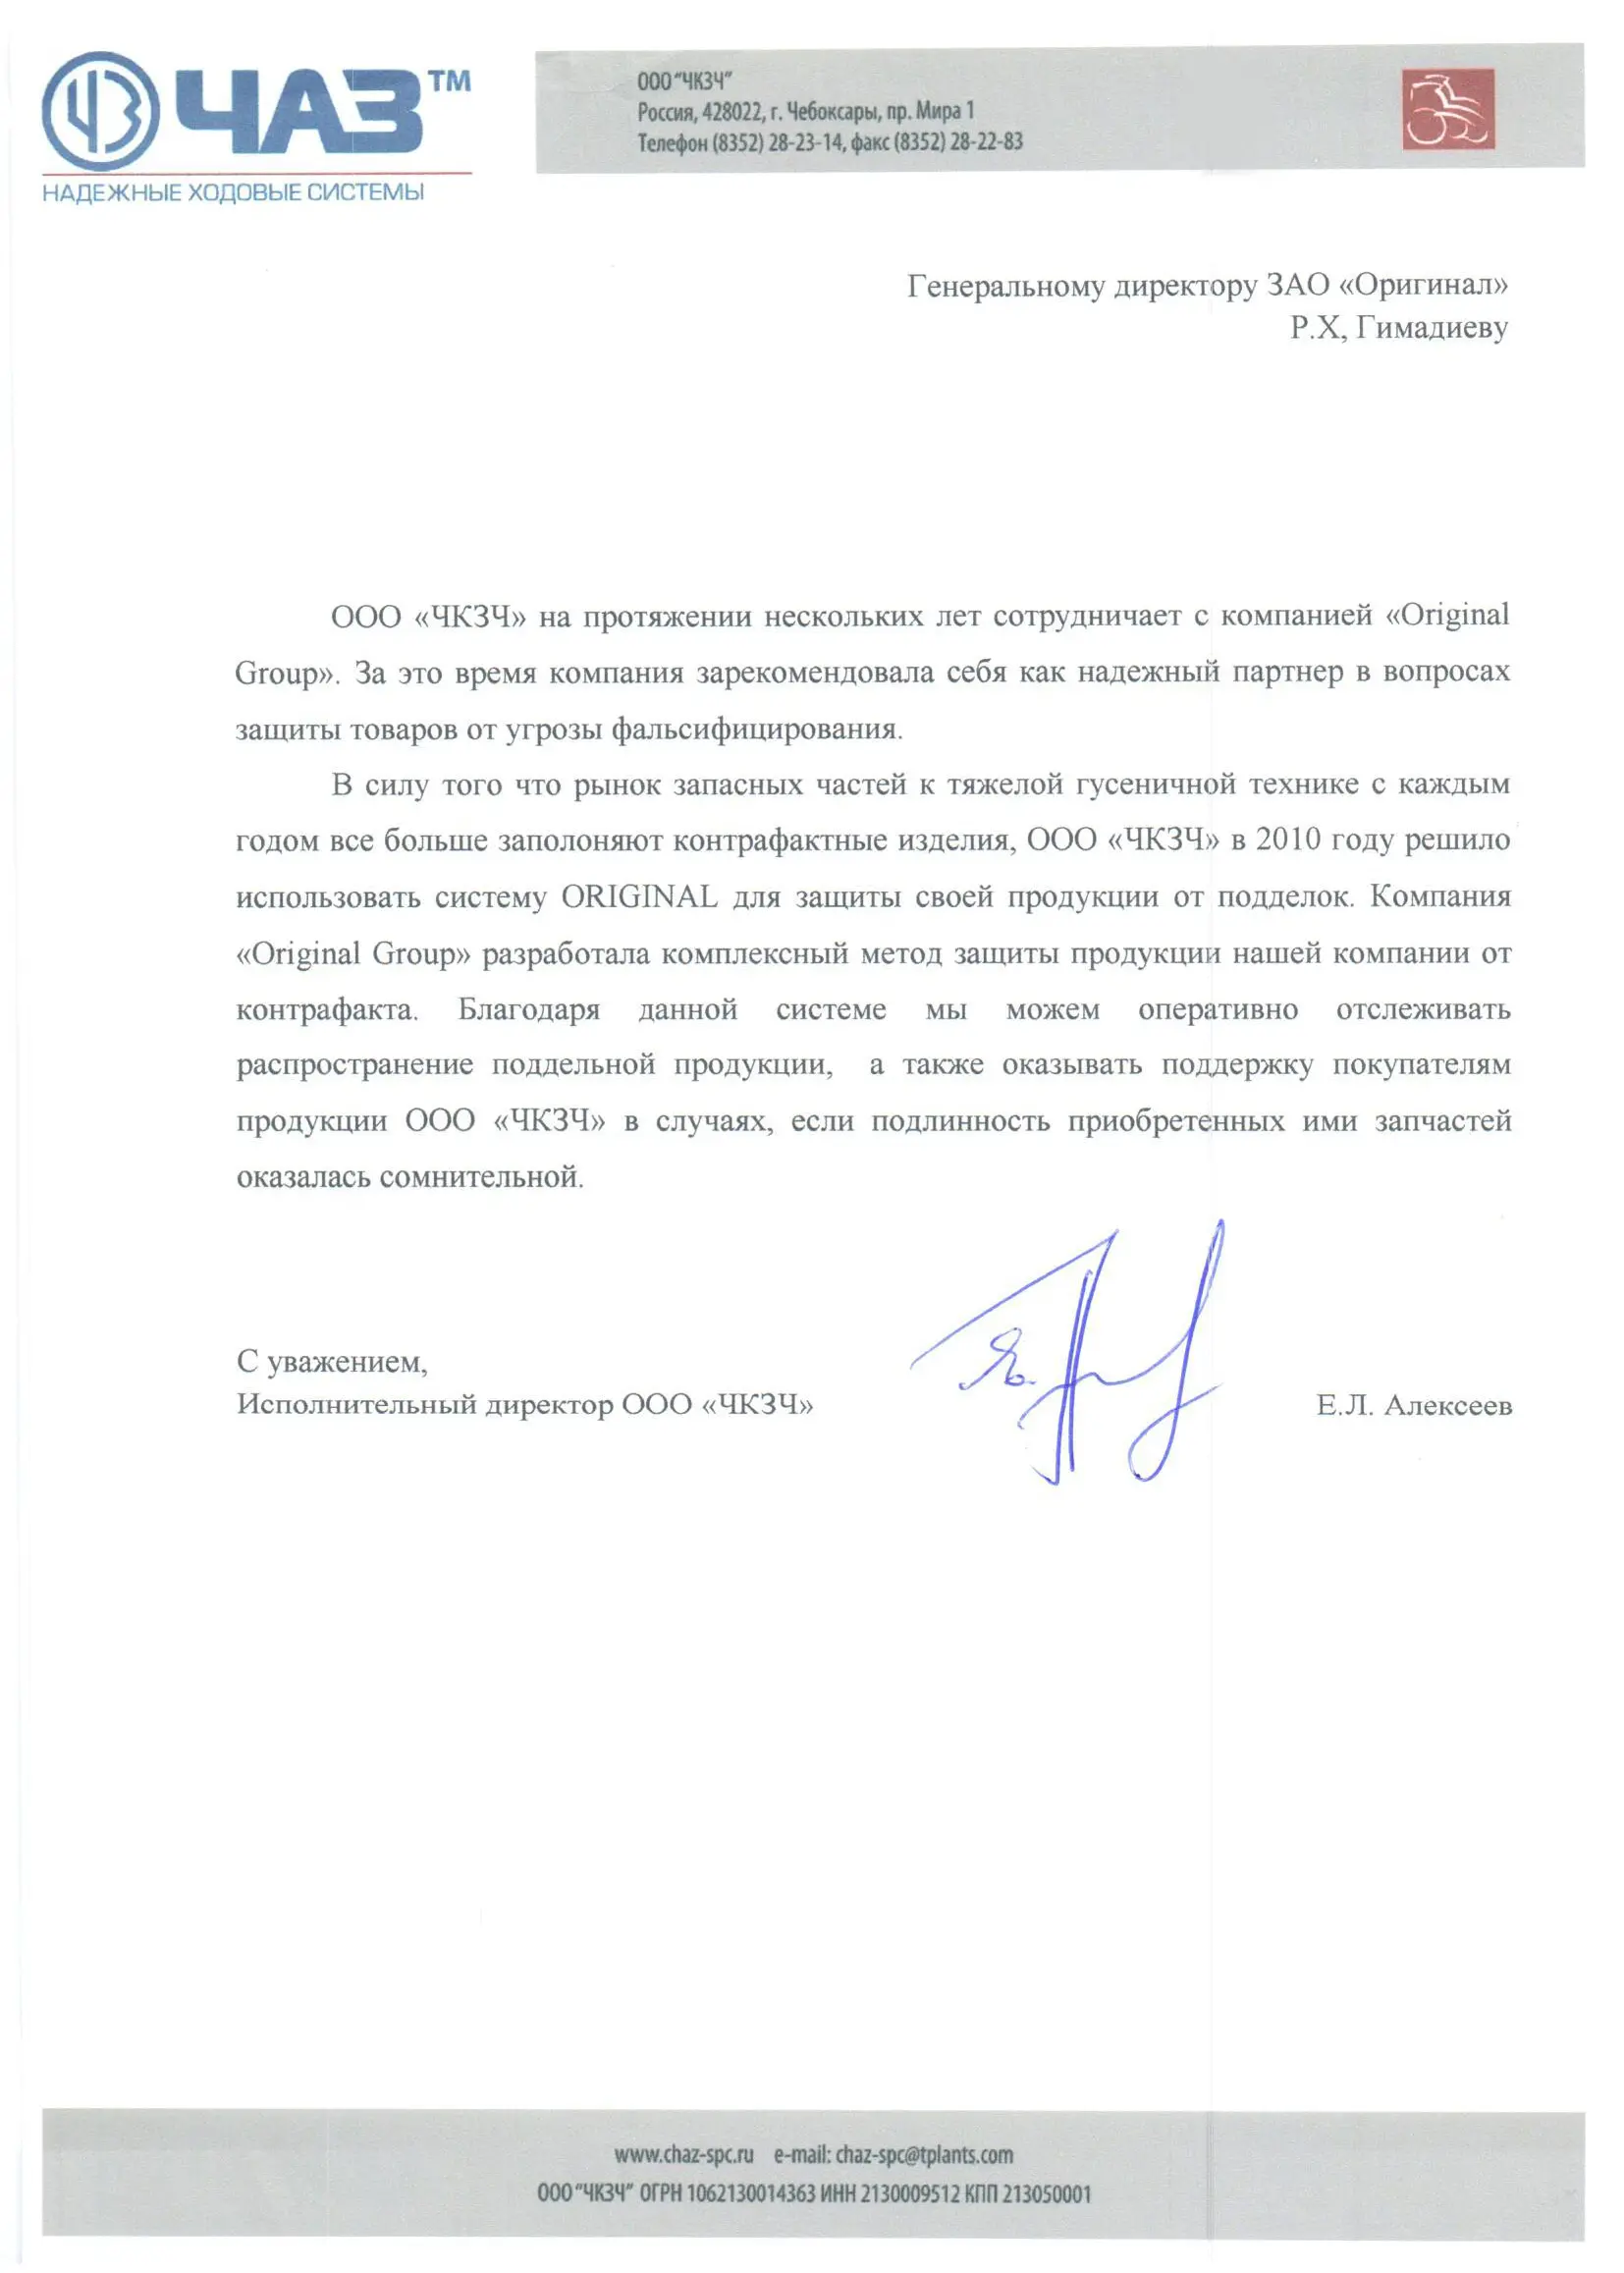 ЧАЗ™
НАДЕЖНЫЕ ХОДОВЫЕ СИСТЕМЫ
ООО "ЧКЗЧ"
Россия, 428022, г. Чебоксары, пр. Мира 1
Телефон (8352) 28-23-14, факс (8352) 28-22-83
Генеральному директору ЗАО «Оригинал»
Р.Х, Гимадиеву
ООО «ЧКЗЧ» на протяжении нескольких лет сотрудничает с компанией «Original
Group». За это время компания зарекомендовала себя как надежный партнер в вопросах
защиты товаров от угрозы фальсифицирования.
В силу того что рынок запасных частей к тяжелой гусеничной технике с каждым
годом все больше заполоняют контрафактные изделия, ООО «ЧКЗЧ» в 2010 году решило
использовать систему ORIGINAL для защиты своей продукции от подделок. Компания
«Original Group» разработала комплексный метод защиты продукции нашей компании от
контрафакта. Благодаря данной системе мы можем оперативно отслеживать
распространение поддельной продукции, а также оказывать поддержку покупателям
продукции ООО «ЧКЗЧ» в случаях, если подлинность приобретенных ими запчастей
оказалась сомнительной.
С уважением,
Исполнительный директор ООО «ЧКЗЧ»
Е.Л. Алексеев
www.chaz-spc.ru e-mail: chaz-spc@tplants.com
ООО "ЧКЗЧ" ОГРН 1062130014363 ИНН 2130009512 КПП 213050001